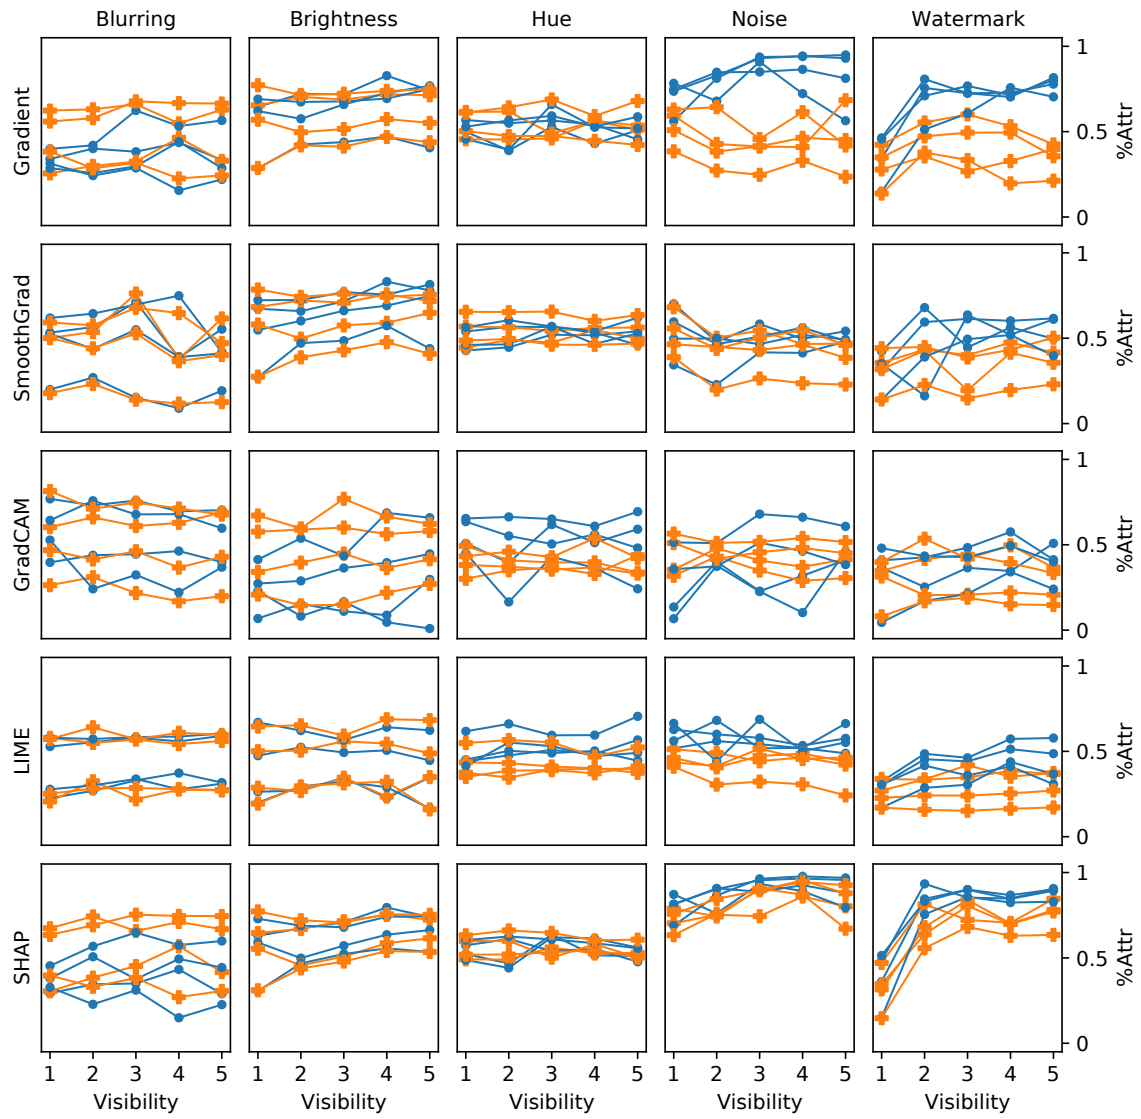 Blurring Brightness Hue Noise Watermark
Gradient
1
0.5
0
%Attr
SmoothGrad
1
0.5
0
%Attr
GradCAM
1
0.5
0
%Attr
LIME
1
0.5
0
%Attr
SHAP
1
0.5
0
%Attr
1 2 3 4 5 1 2 3 4 5 1 2 3 4 5 1 2 3 4 5 1 2 3 4 5
Visibility Visibility Visibility Visibility Visibility